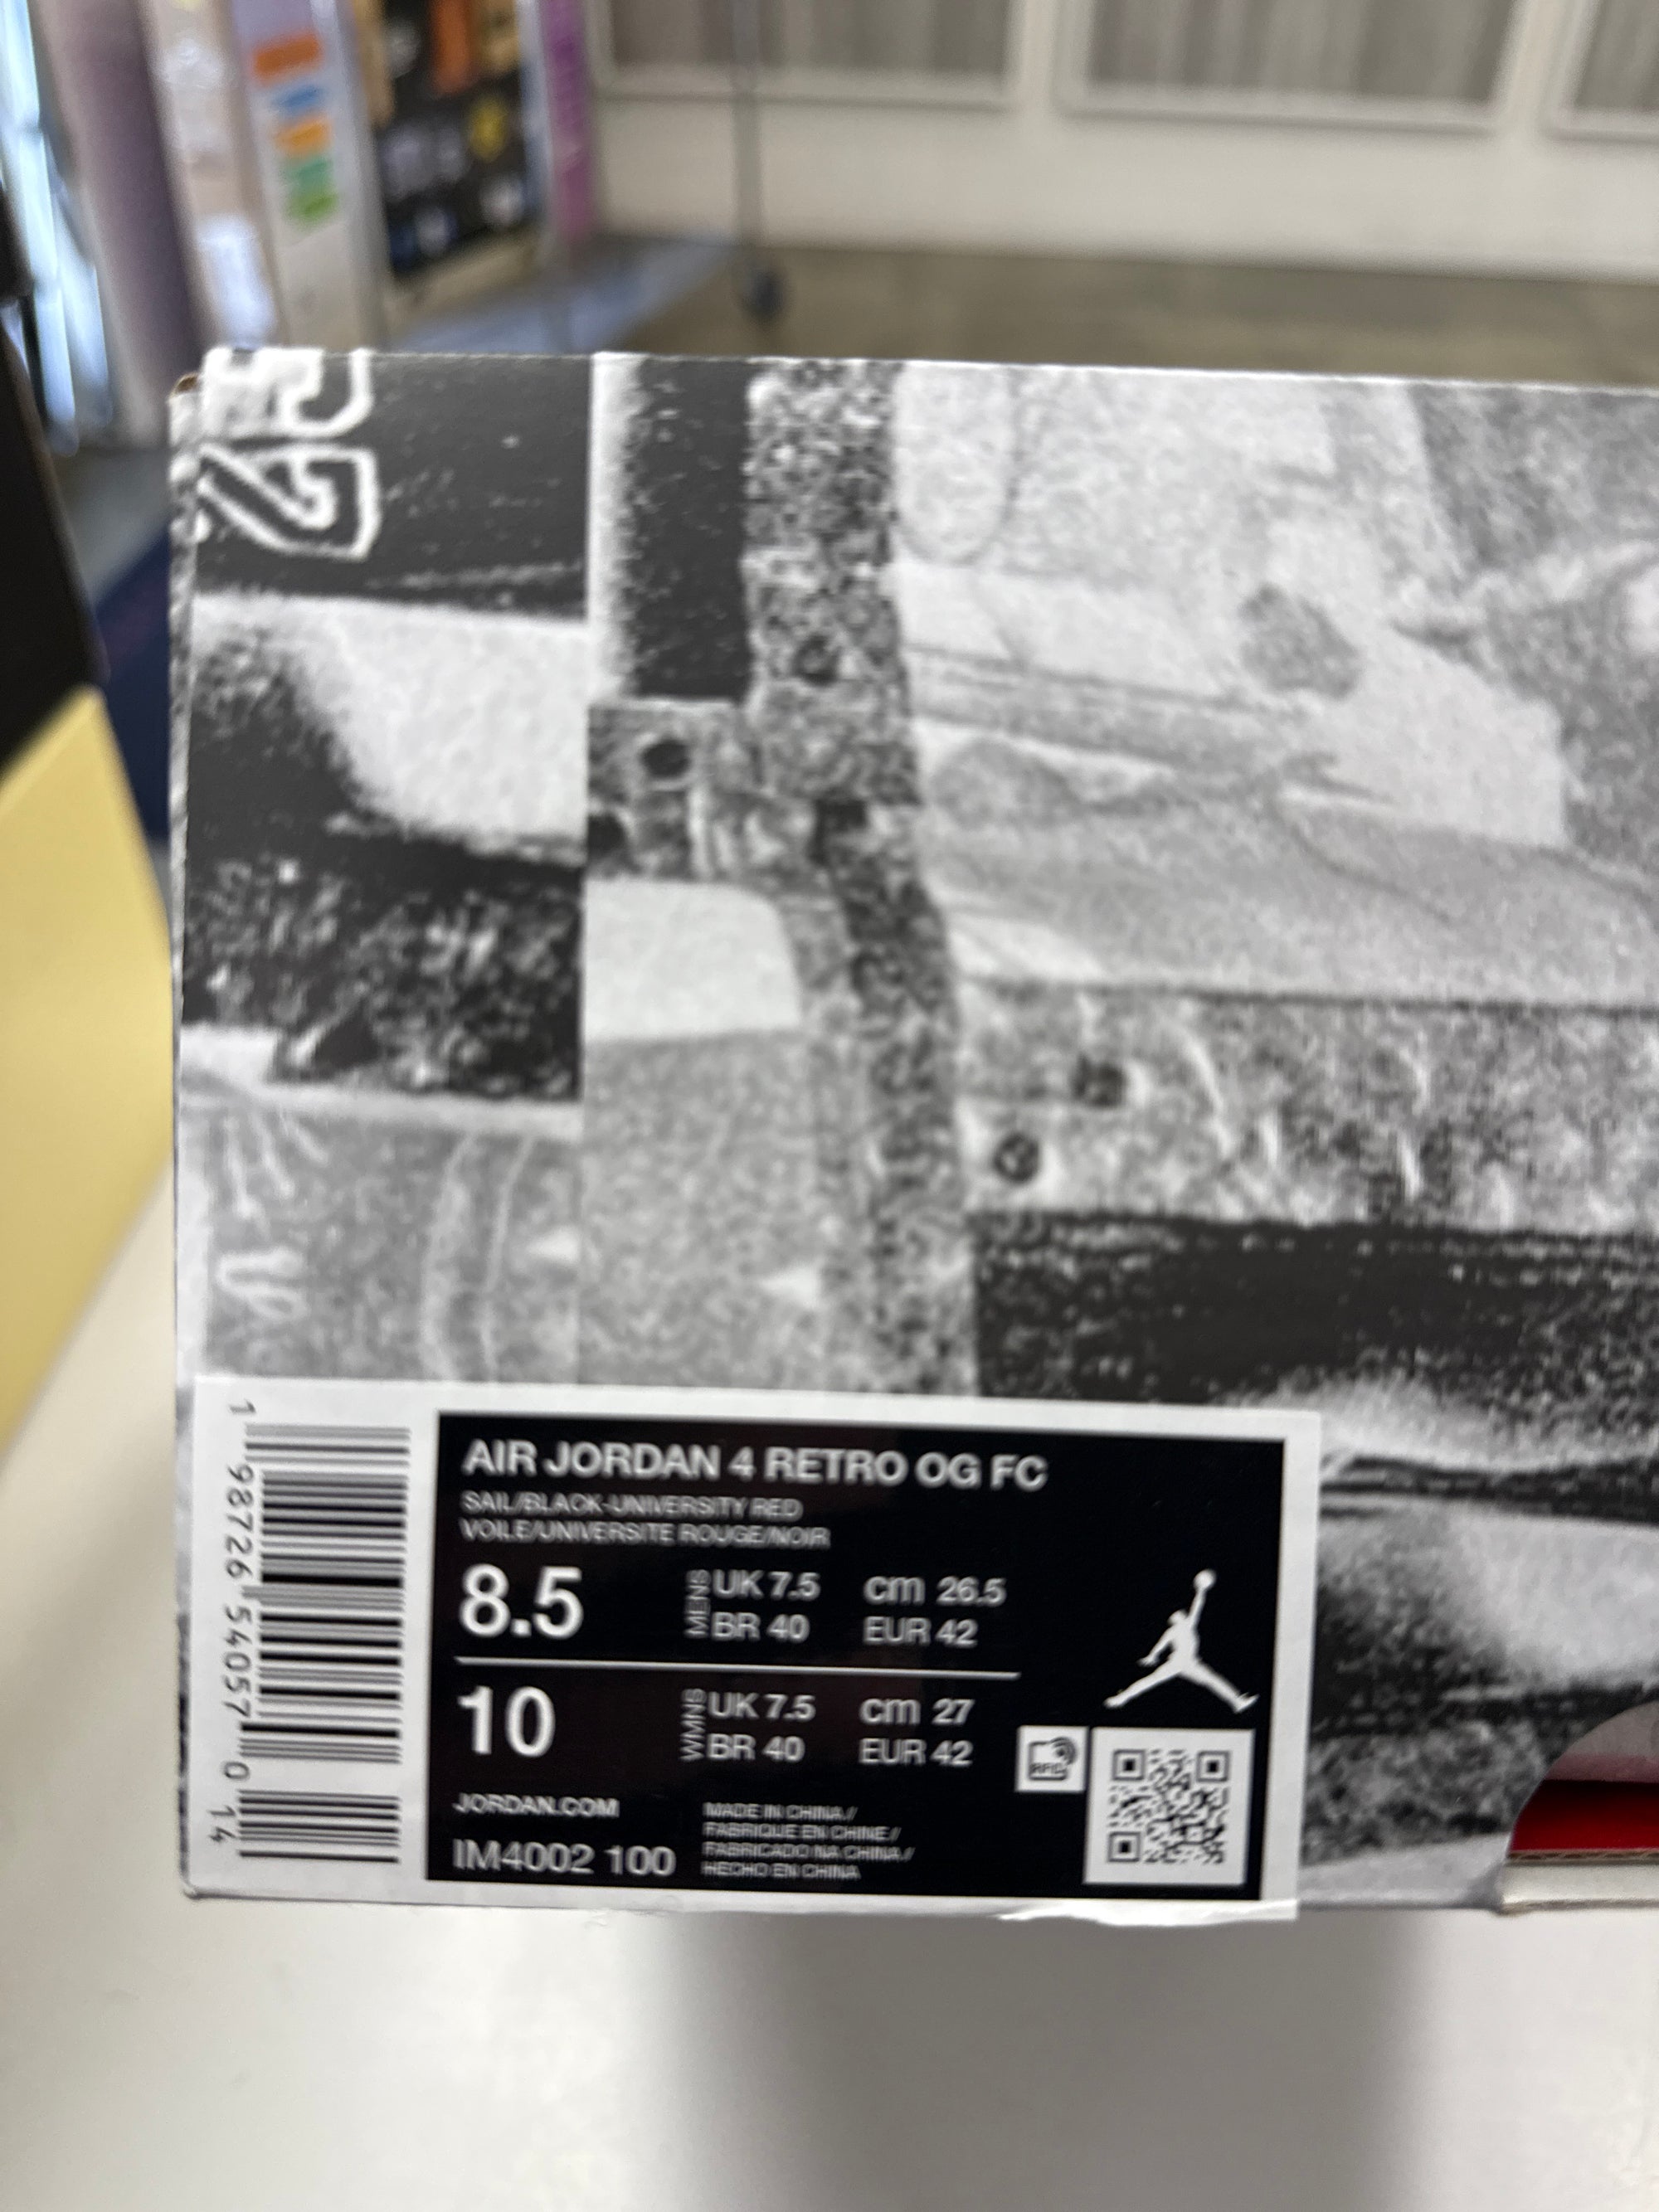 25
AIR JORDAN 4 RETRO OG FC
SAIL/BLACK-UNIVERSITY RED
VOILE/UNIVERSITE ROUGE/NOIR
8.5
MENS
UK 7.5
cm 26.5
BR 40
EUR 42
10
WMNS
UK 7.5
cm 27
BR 40
EUR 42
RFID
JORDAN.COM
IM4002 100
MADE IN CHINA /
FABRIQUE EN CHINE /
FABRICADO NA CHINA /
HECHO EN CHINA
1 98726 54057 0 14